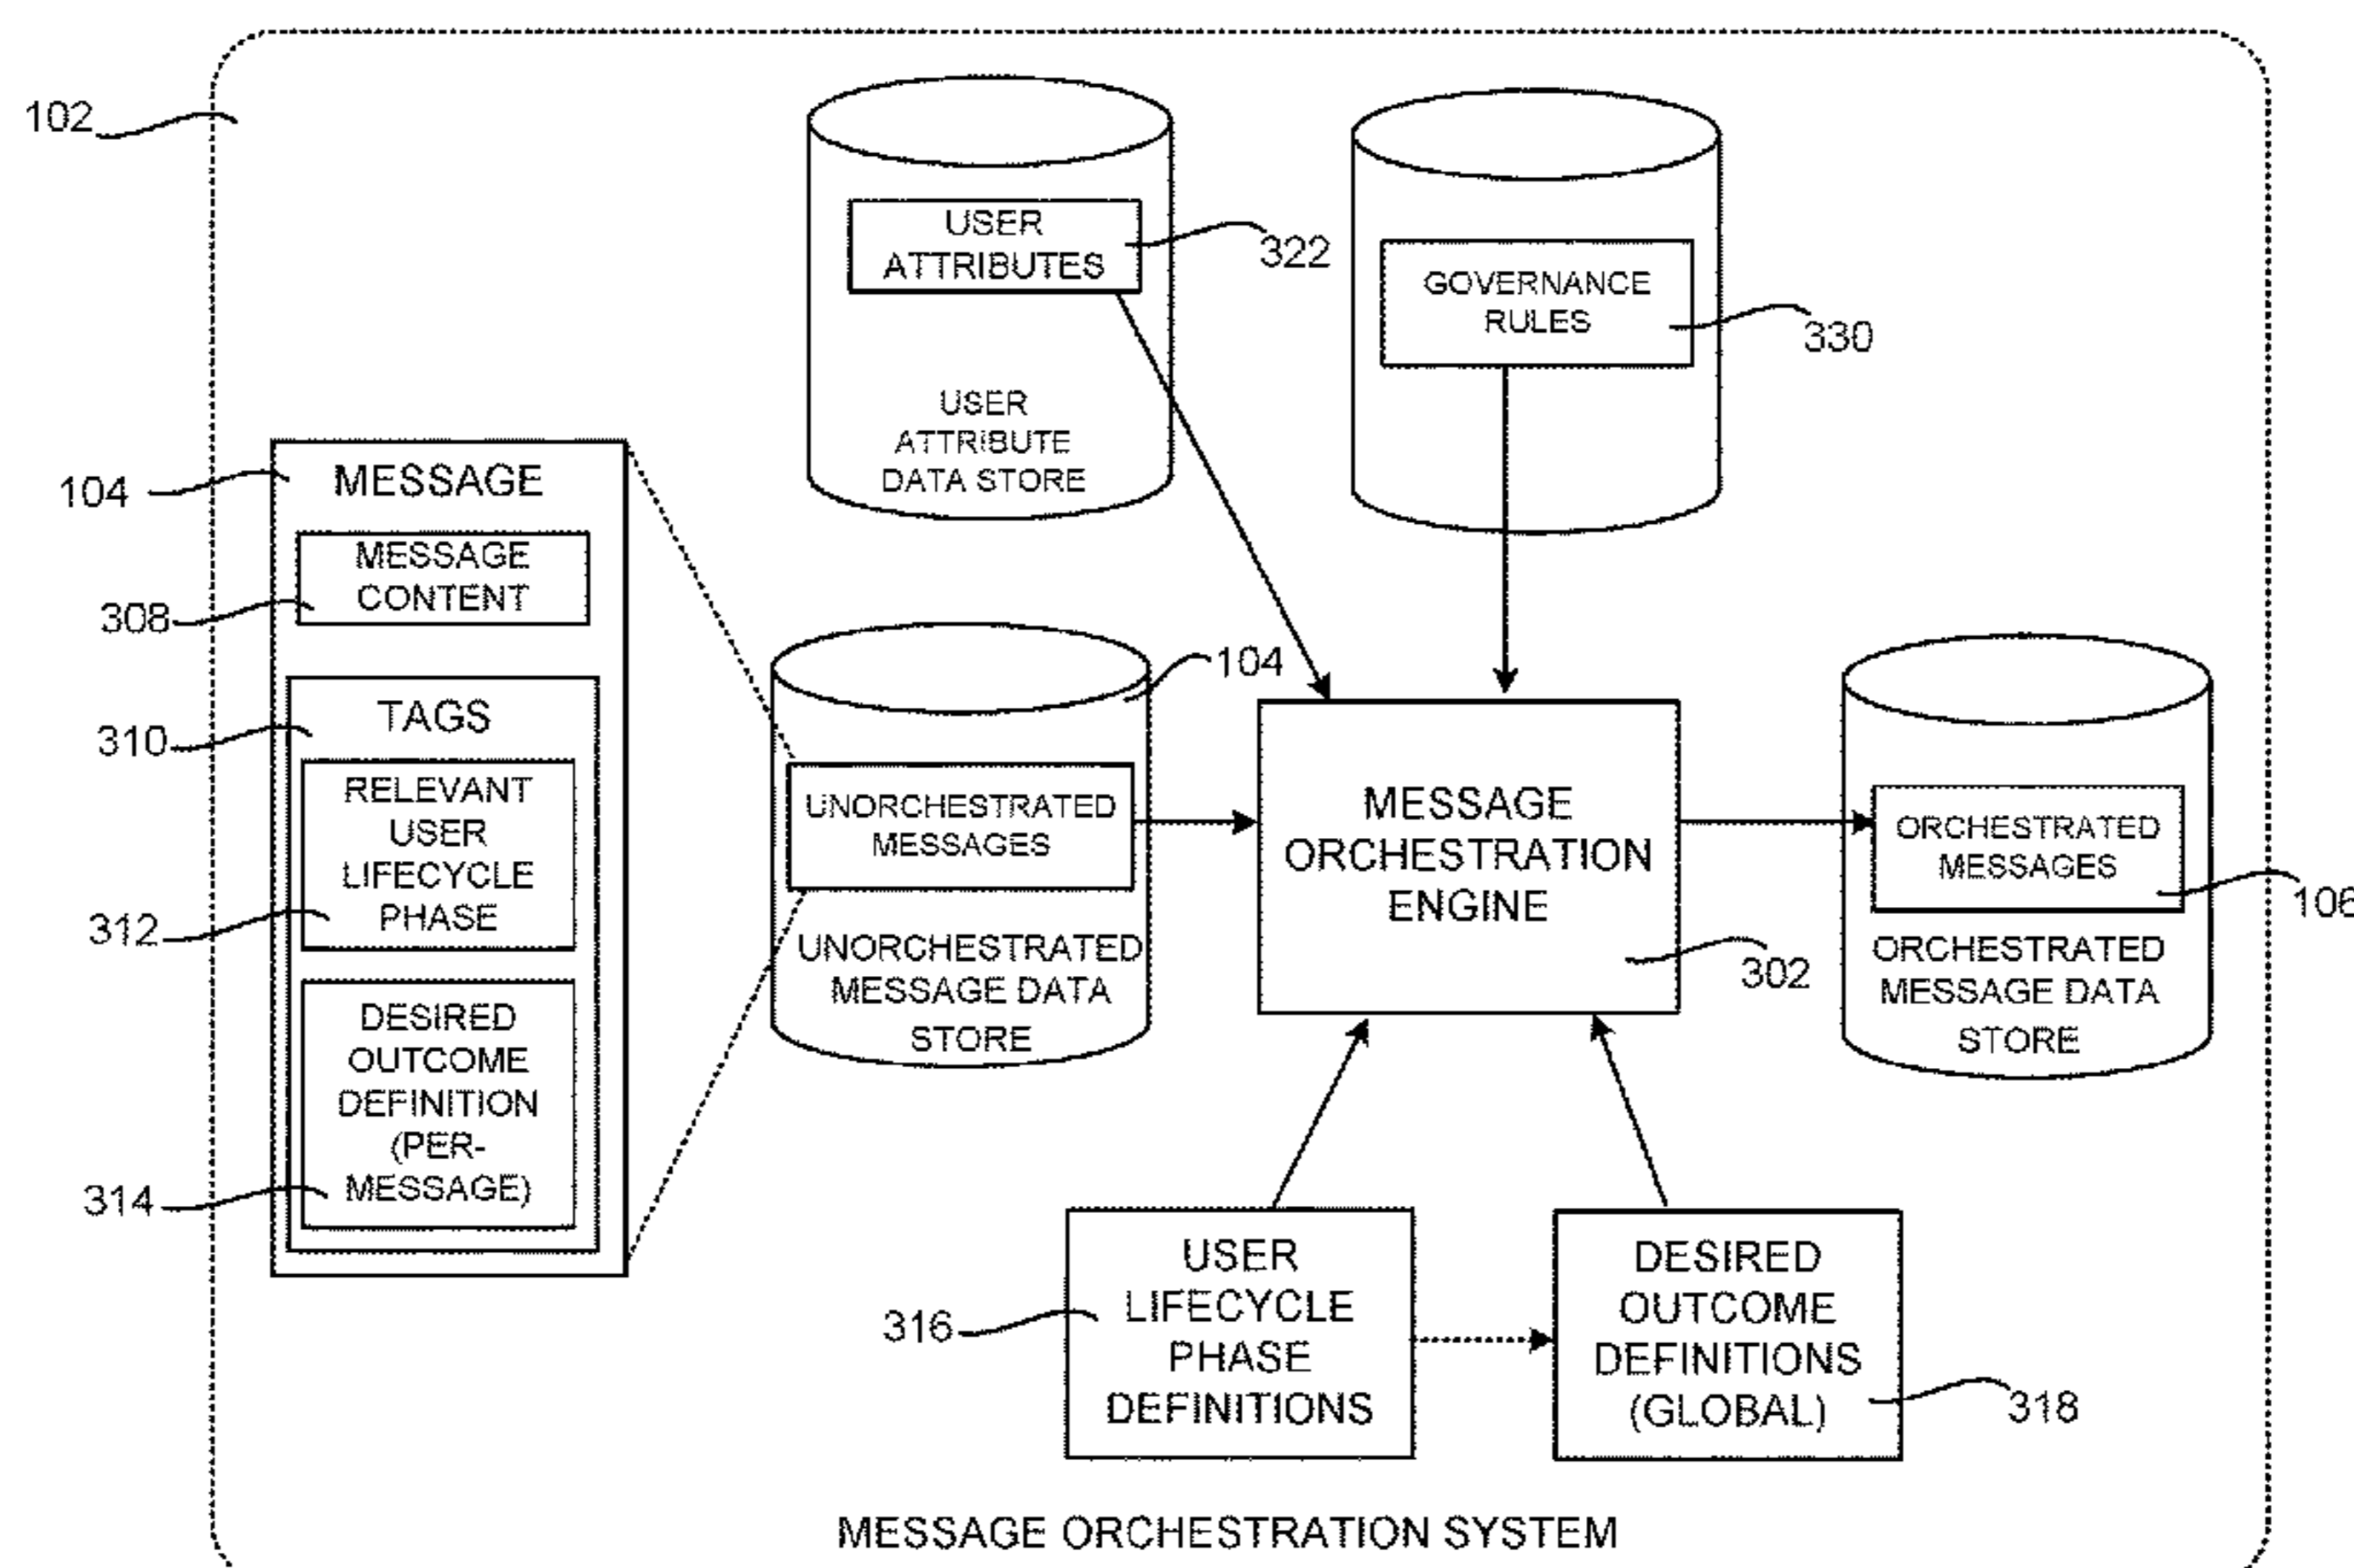 102
USER
ATTRIBUTES
322
GOVERNANCE
RULES
330
USER
ATTRIBUTE
DATA STORE
104
MESSAGE
MESSAGE
CONTENT
308
310
TAGS
RELEVANT
USER
LIFECYCLE
PHASE
312
DESIRED
OUTCOME
DEFINITION
(PER-
MESSAGE)
314
104
UNORCHESTRATED
MESSAGES
UNORCHESTRATED
MESSAGE DATA
STORE
MESSAGE
ORCHESTRATION
ENGINE
302
ORCHESTRATED
MESSAGES
106
ORCHESTRATED
MESSAGE DATA
STORE
316
USER
LIFECYCLE
PHASE
DEFINITIONS
DESIRED
OUTCOME
DEFINITIONS
(GLOBAL)
318
MESSAGE ORCHESTRATION SYSTEM